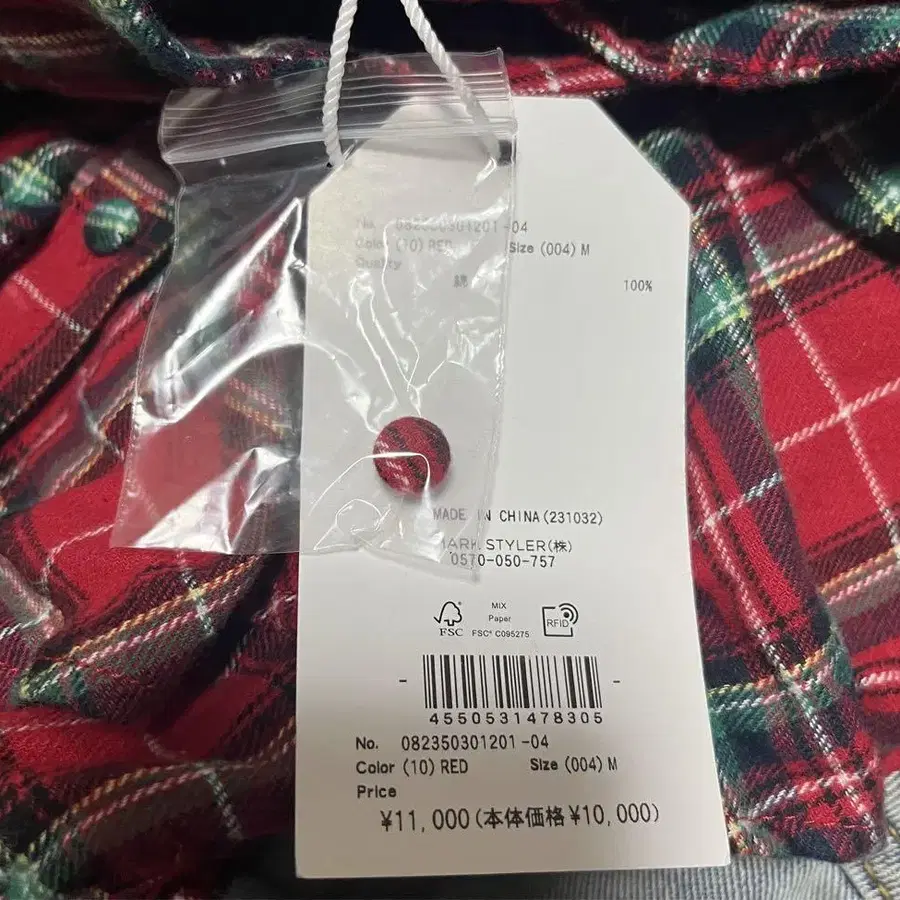 No. 082350301201-04
Color (10) RED Size (004) M
Quality
綿 100%
MADE IN CHINA(231032)
MARK STYLER(株)
0570-050-757
FSC
MIX
Paper
FSC® C095275
RFID
4550531478305
No. 082350301201-04
Color (10) RED Size (004) M
Price
¥11,000(本体価格¥10,000)